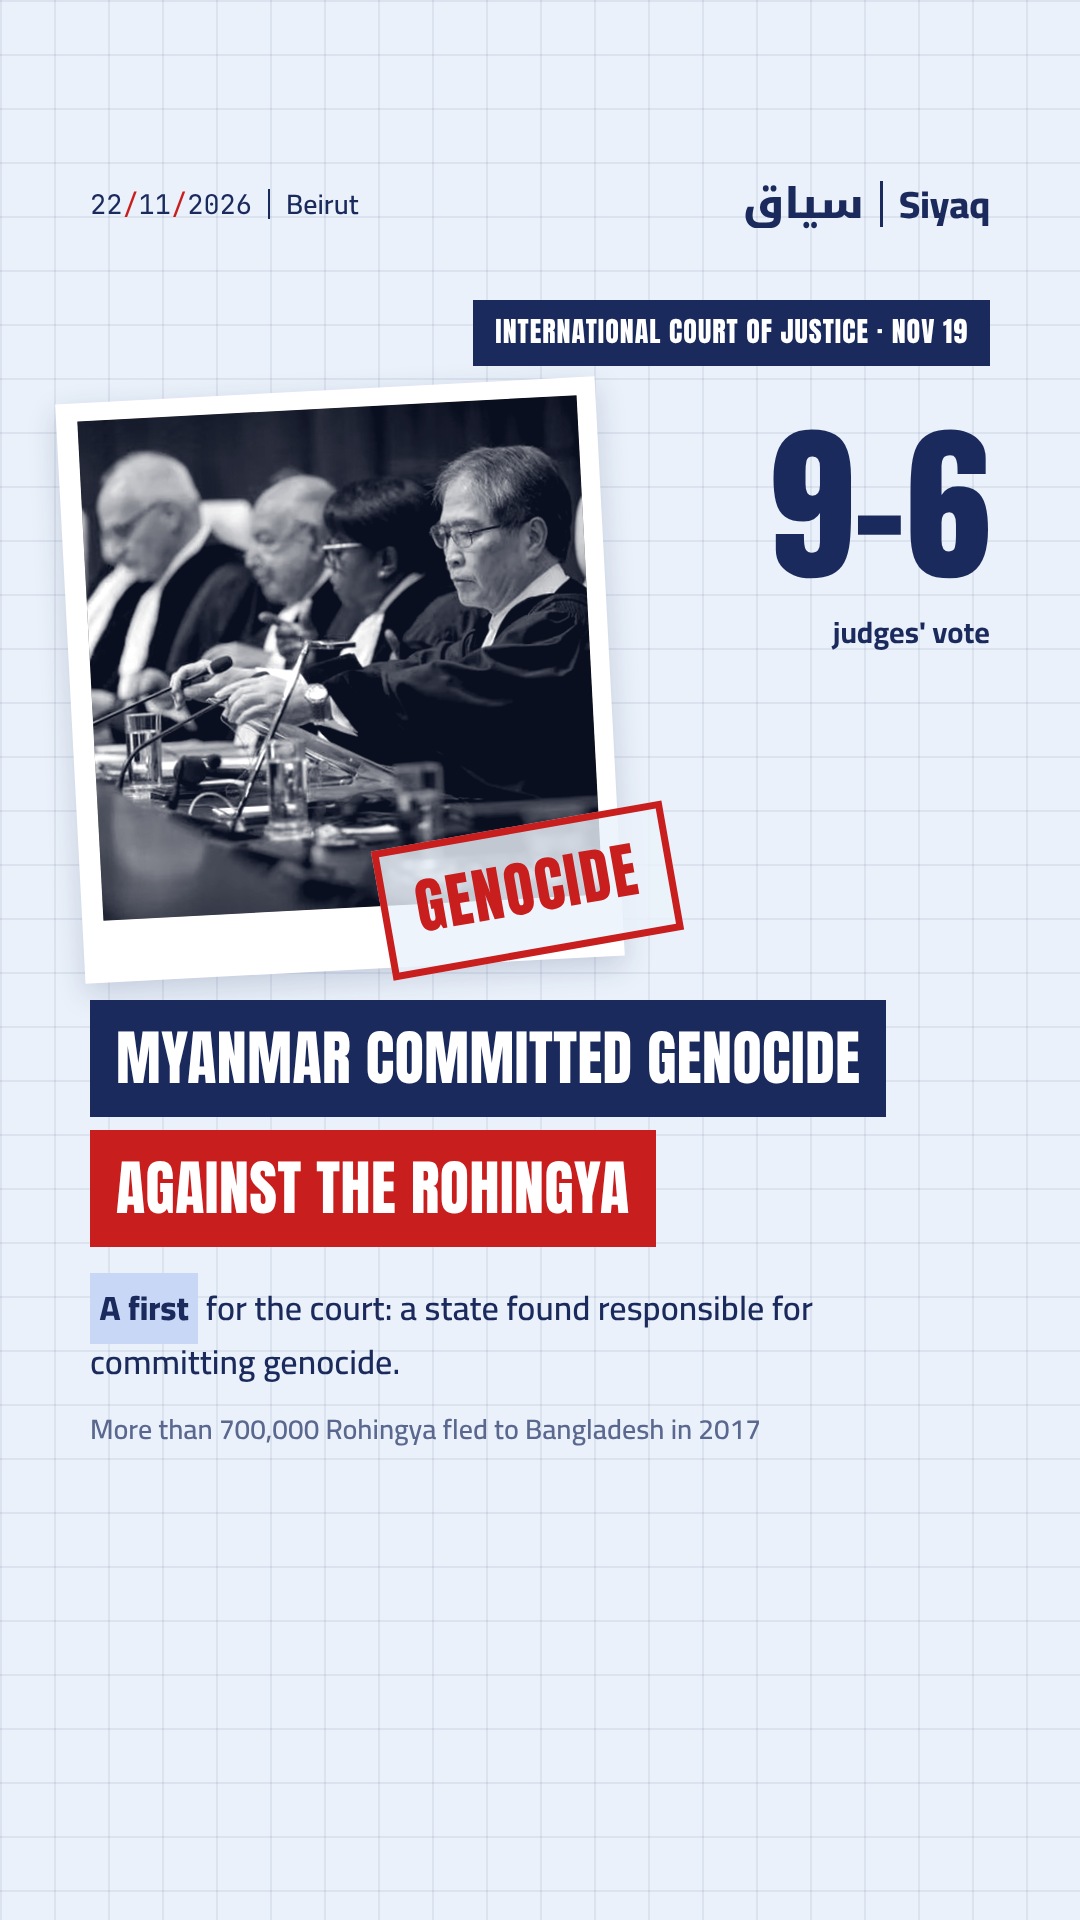 22/11/2026 | Beirut
سياق | Siyaq
INTERNATIONAL COURT OF JUSTICE · NOV 19
9-6
judges' vote
GENOCIDE
MYANMAR COMMITTED GENOCIDE
AGAINST THE ROHINGYA
A first for the court: a state found responsible for
committing genocide.
More than 700,000 Rohingya fled to Bangladesh in 2017